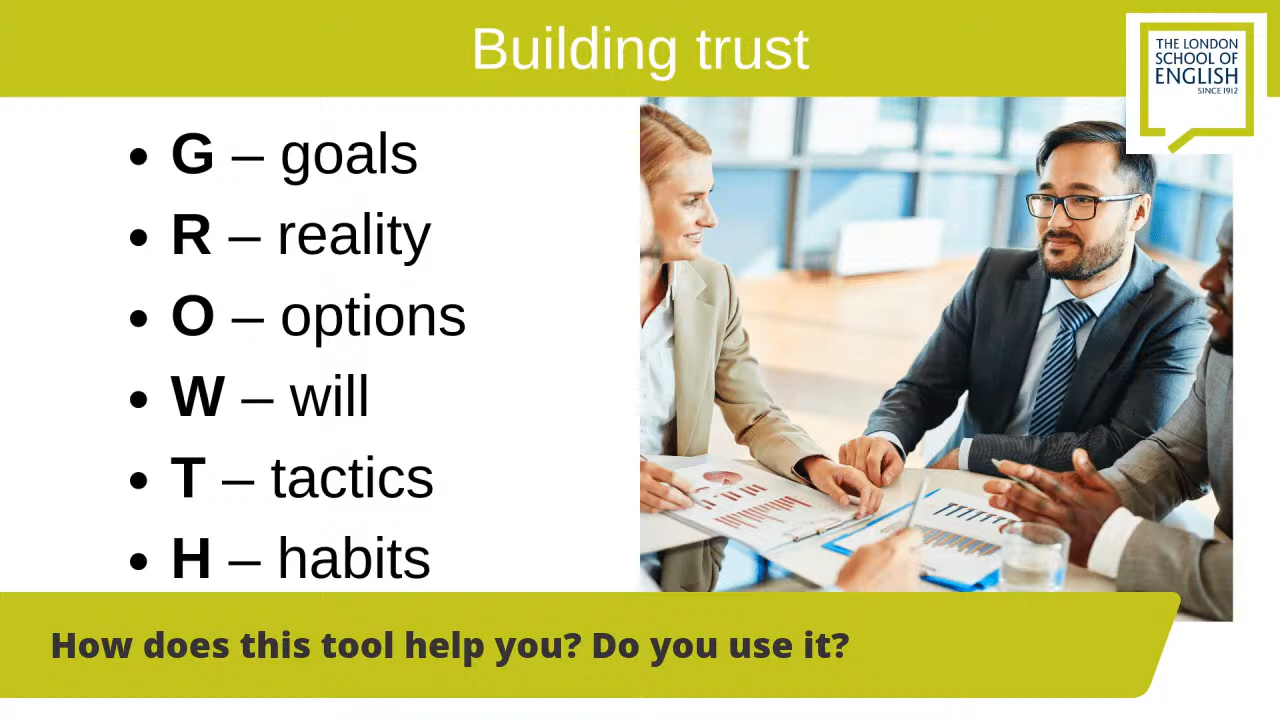 Building trust
THE LONDON
SCHOOL OF
ENGLISH
SINCE 1912
• G – goals
• R – reality
• O – options
• W – will
• T – tactics
• H – habits
How does this tool help you? Do you use it?